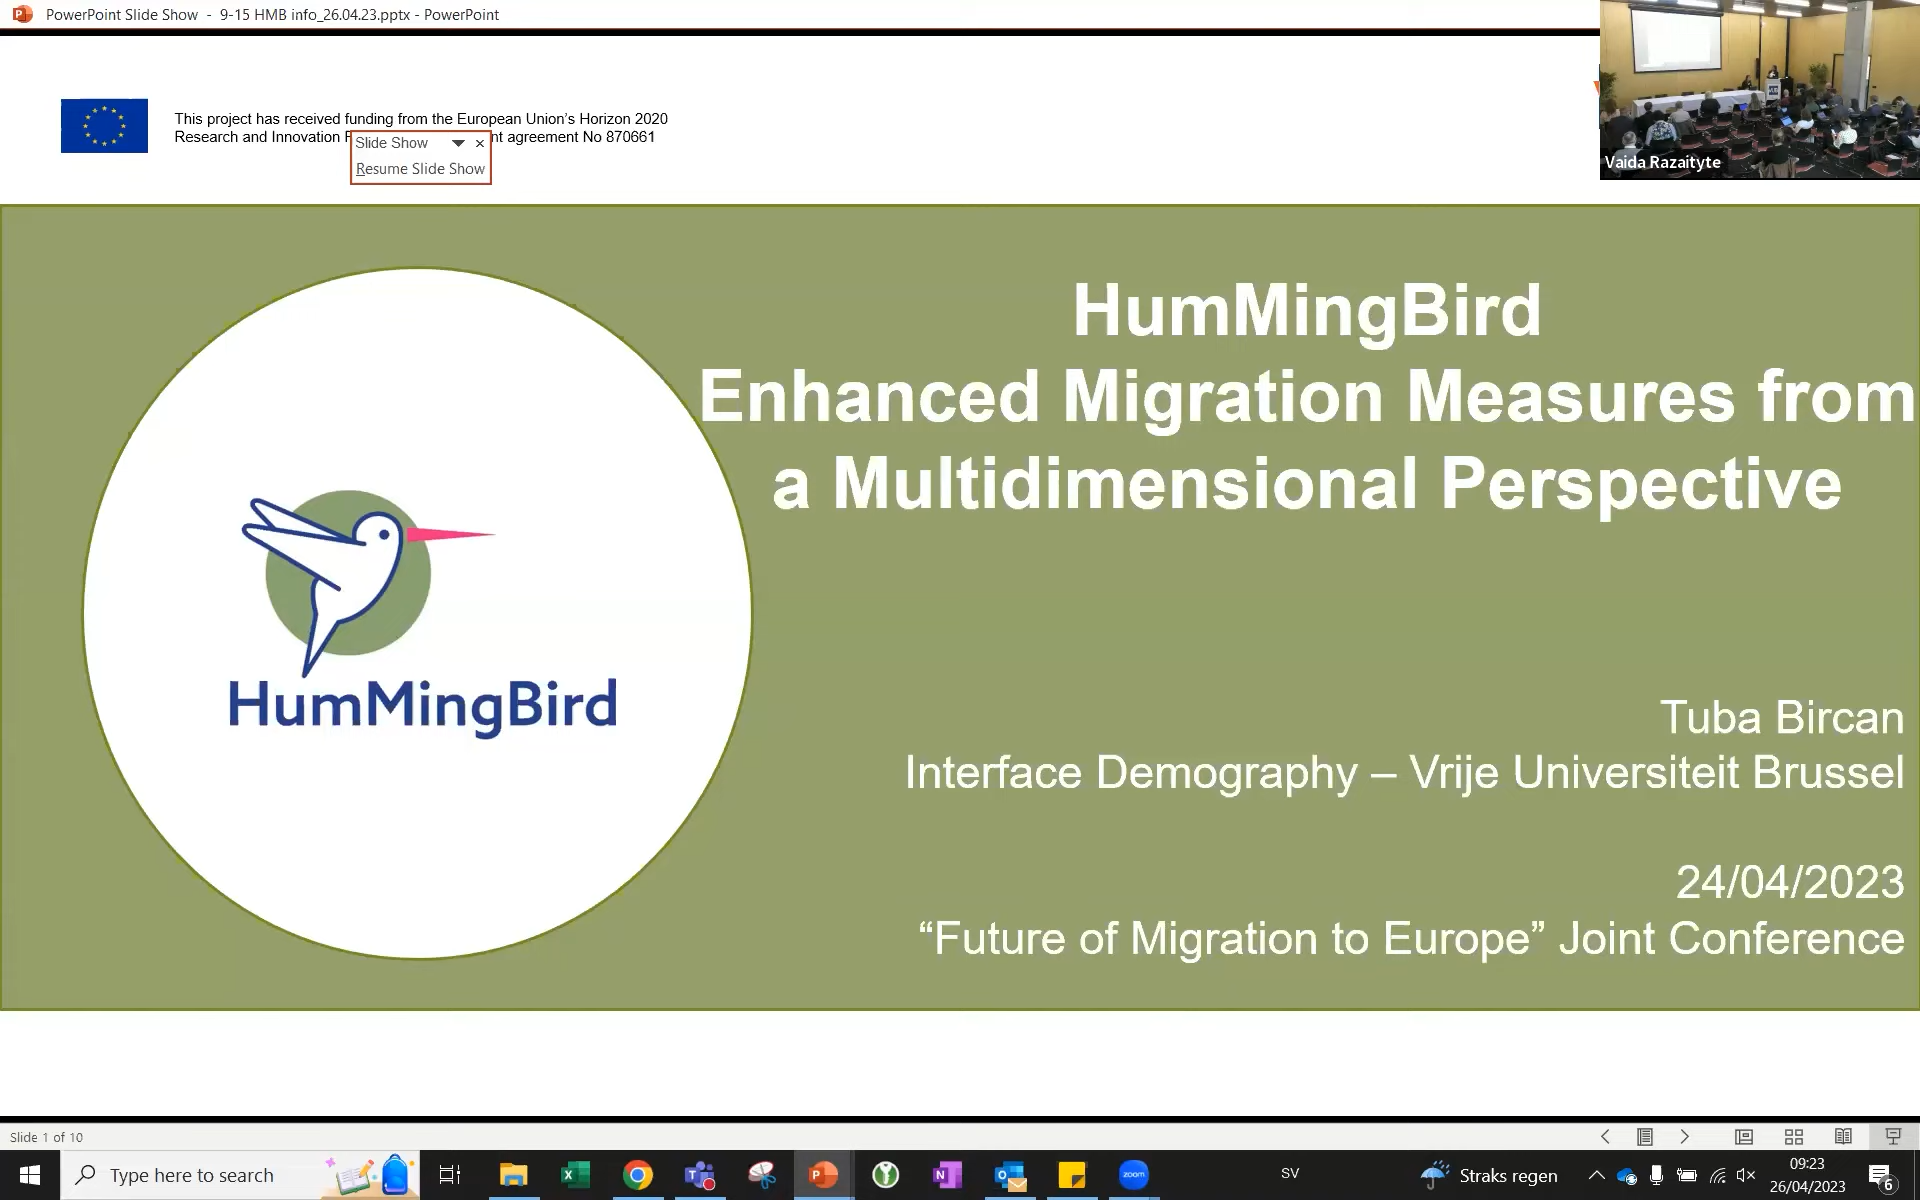 PowerPoint Slide Show - 9-15 HMB info_26.04.23.pptx - PowerPoint
This project has received funding from the European Union's Horizon 2020
Research and Innovation nt agreement No 870661
Slide Show
Resume Slide Show
Vaida Razaityte
HumMingBird
Enhanced Migration Measures from
a Multidimensional Perspective
HumMingBird
Tuba Bircan
Interface Demography – Vrije Universiteit Brussel
24/04/2023
“Future of Migration to Europe” Joint Conference
Slide 1 of 10
Type here to search
zoom
SV
Straks regen
09:23
26/04/2023
6